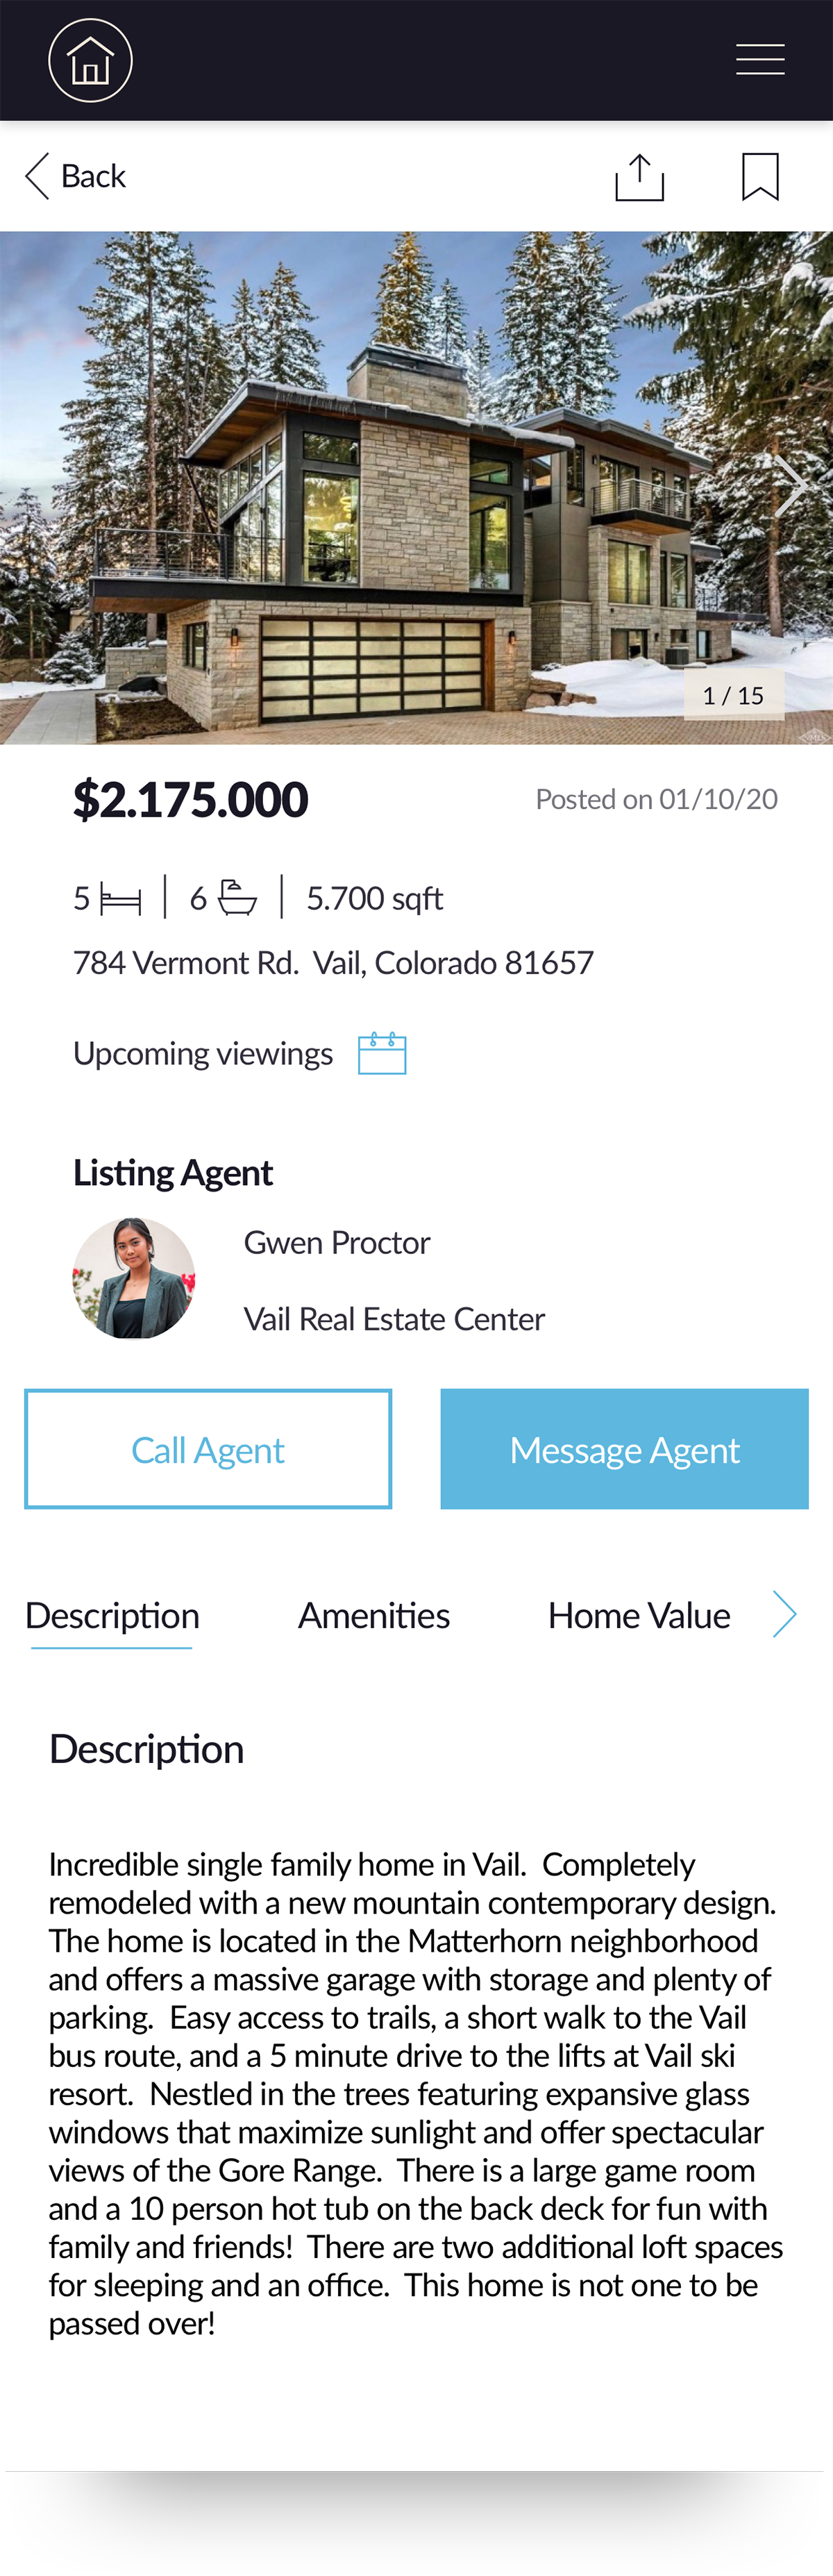 Back
1 / 15
$2.175.000
Posted on 01/10/20
5
6
5.700 sqft
784 Vermont Rd.  Vail, Colorado 81657
Upcoming viewings
Listing Agent
Gwen Proctor
Vail Real Estate Center
Call Agent
Message Agent
Description
Amenities
Home Value
Description
Incredible single family home in Vail.  Completely
remodeled with a new mountain contemporary design.
The home is located in the Matterhorn neighborhood
and offers a massive garage with storage and plenty of
parking.  Easy access to trails, a short walk to the Vail
bus route, and a 5 minute drive to the lifts at Vail ski
resort.  Nestled in the trees featuring expansive glass
windows that maximize sunlight and offer spectacular
views of the Gore Range.  There is a large game room
and a 10 person hot tub on the back deck for fun with
family and friends!  There are two additional loft spaces
for sleeping and an office.  This home is not one to be
passed over!